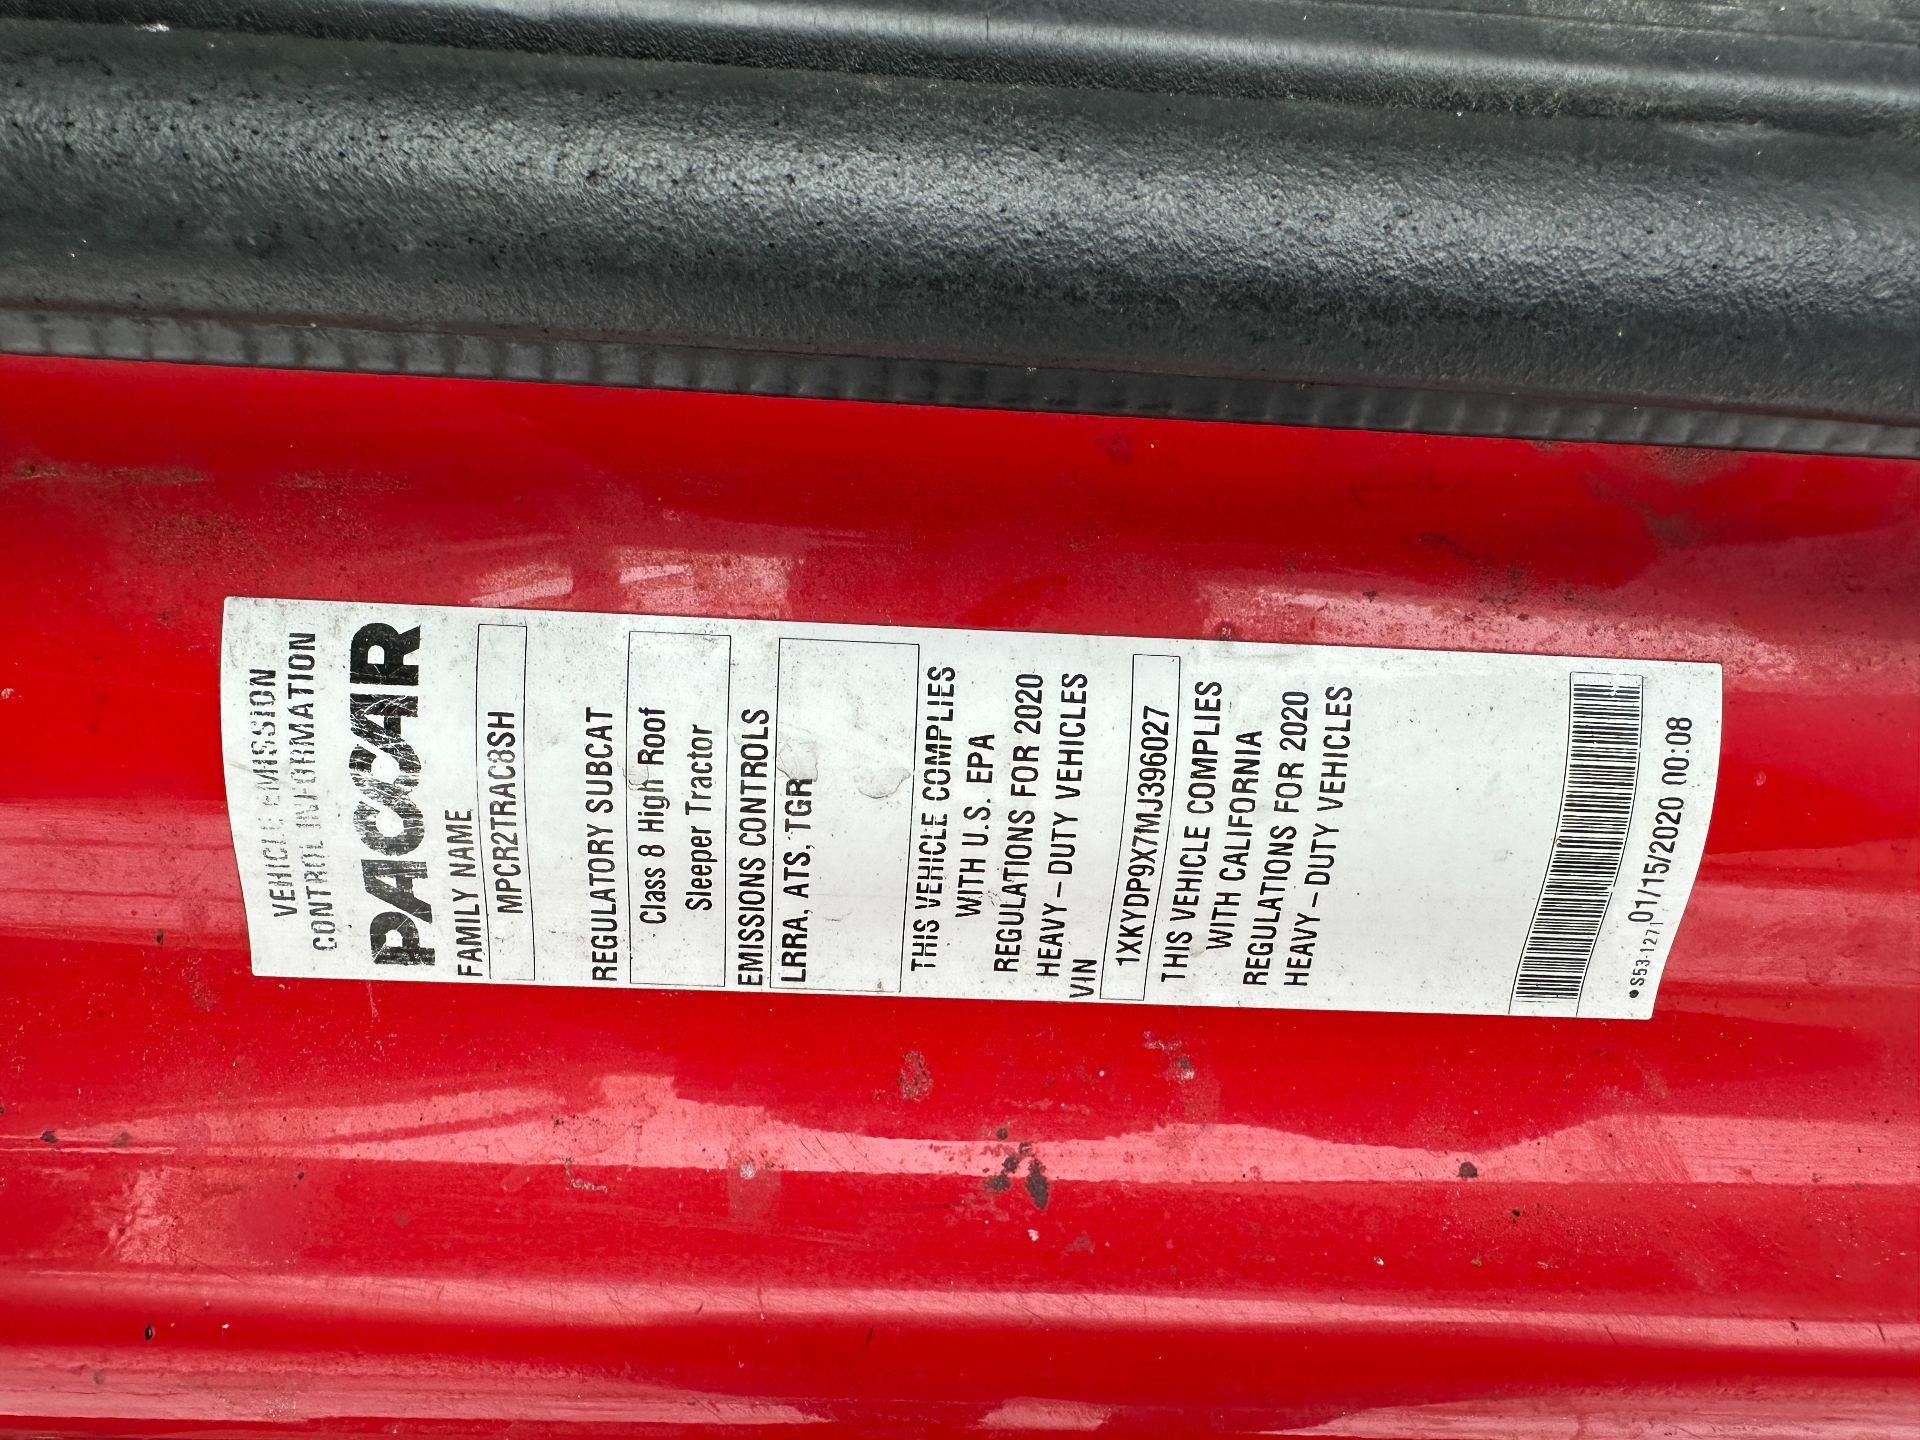 VEHICLE EMISSION
CONTROL INFORMATION
PACCAR
FAMILY NAME
MPCR2TRAC8SH
REGULATORY SUBCAT
Class 8 High Roof
Sleeper Tractor
EMISSIONS CONTROLS
LRRA, ATS, TGR
THIS VEHICLE COMPLIES
WITH U.S. EPA
REGULATIONS FOR 2020
HEAVY-DUTY VEHICLES
VIN
1XKYDP9X7MJ396027
THIS VEHICLE COMPLIES
WITH CALIFORNIA
REGULATIONS FOR 2020
HEAVY-DUTY VEHICLES
•S53-1271 01/15/2020 00:08